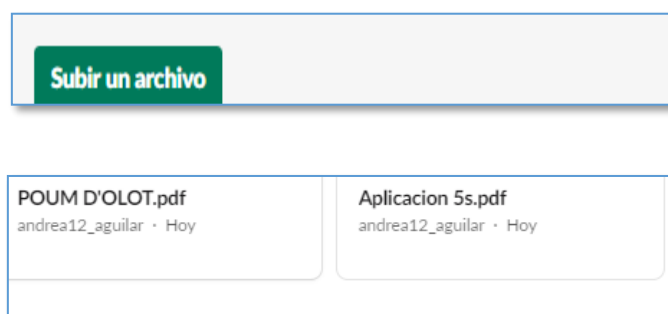 Subir un archivo
POUM D'OLOT.pdf
andrea12_aguilar · Hoy
Aplicacion 5s.pdf
andrea12_aguilar · Hoy